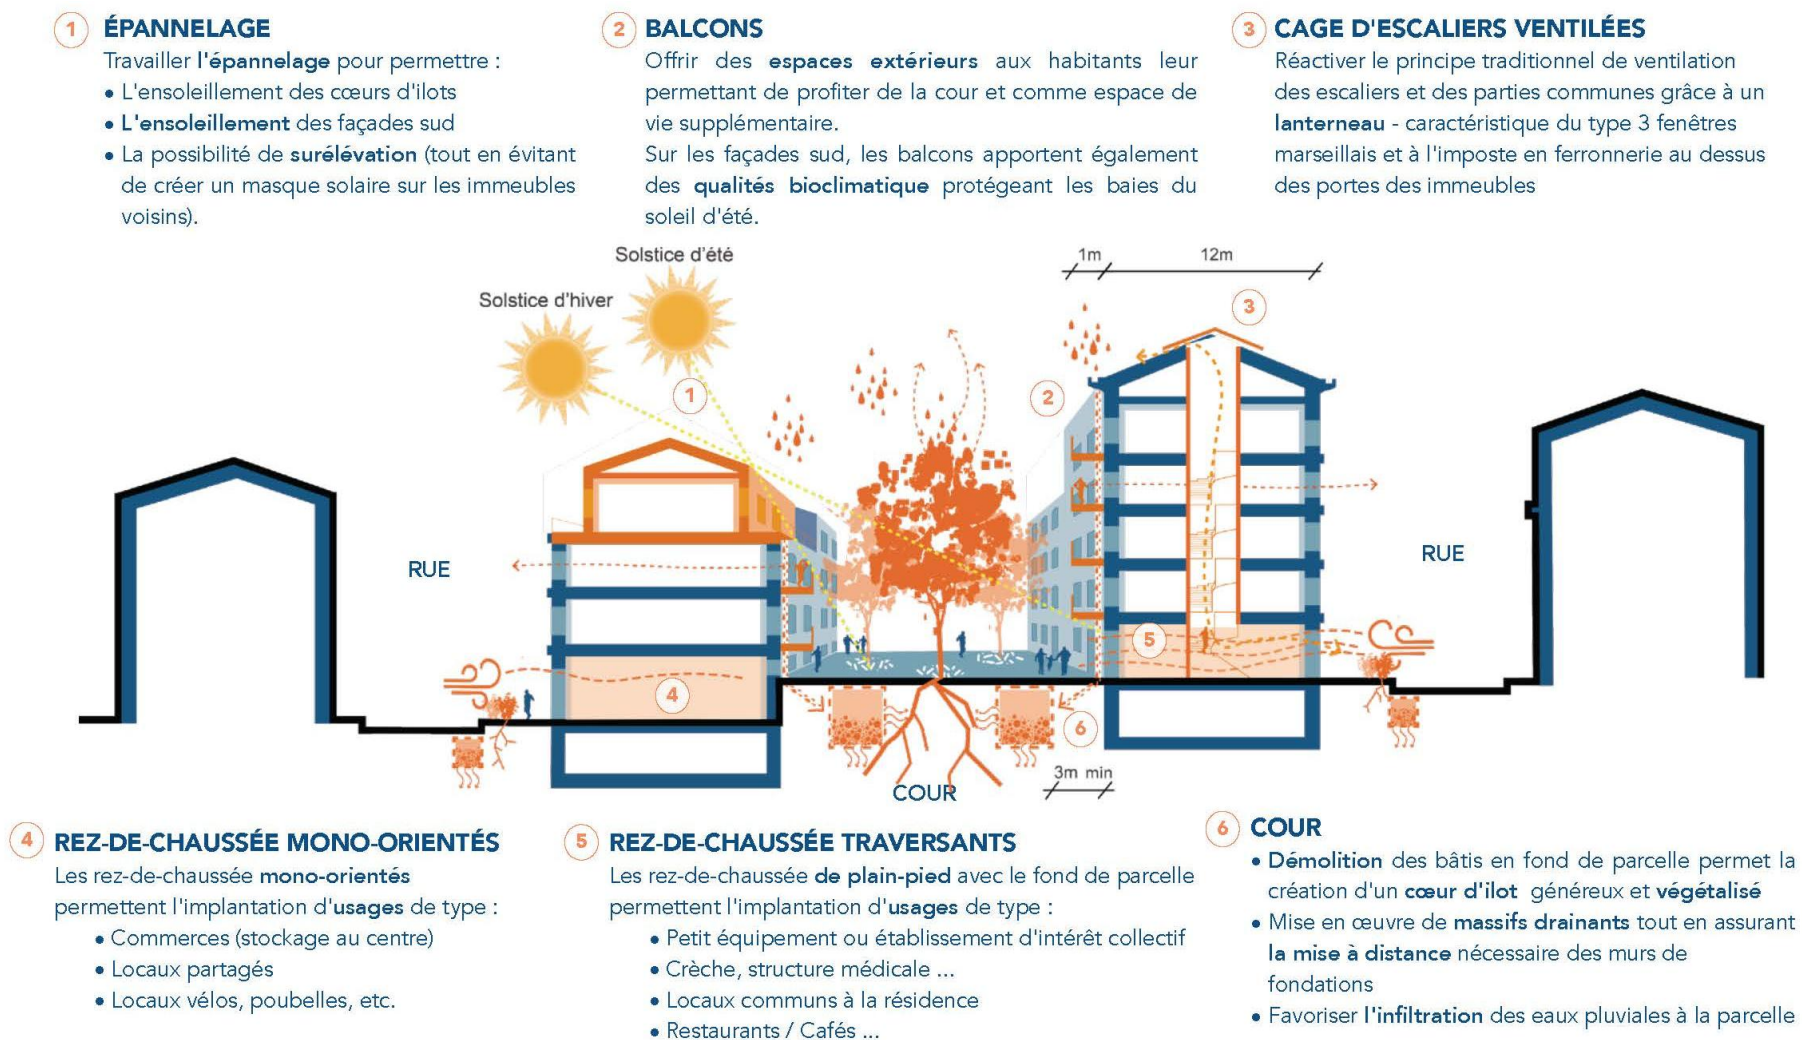 1 ÉPANNELAGE
Travailler l'épannelage pour permettre :
• L'ensoleillement des cœurs d'ilots
• L'ensoleillement des façades sud
• La possibilité de surélévation (tout en évitant
de créer un masque solaire sur les immeubles
voisins).
2 BALCONS
Offrir des espaces extérieurs aux habitants leur
permettant de profiter de la cour et comme espace de
vie supplémentaire.
Sur les façades sud, les balcons apportent également
des qualités bioclimatique protégeant les baies du
soleil d'été.
3 CAGE D'ESCALIERS VENTILÉES
Réactiver le principe traditionnel de ventilation
des escaliers et des parties communes grâce à un
lanterneau - caractéristique du type 3 fenêtres
marseillais et à l'imposte en ferronnerie au dessus
des portes des immeubles
Solstice d'été
Solstice d'hiver
1m
12m
3
1
2
RUE
RUE
5
4
6
3m min
COUR
4 REZ-DE-CHAUSSÉE MONO-ORIENTÉS
Les rez-de-chaussée mono-orientés
permettent l'implantation d'usages de type :
• Commerces (stockage au centre)
• Locaux partagés
• Locaux vélos, poubelles, etc.
5 REZ-DE-CHAUSSÉE TRAVERSANTS
Les rez-de-chaussée de plain-pied avec le fond de parcelle
permettent l'implantation d'usages de type :
• Petit équipement ou établissement d'intérêt collectif
• Crèche, structure médicale ...
• Locaux communs à la résidence
• Restaurants / Cafés ...
6 COUR
• Démolition des bâtis en fond de parcelle permet la
création d'un cœur d'ilot généreux et végétalisé
• Mise en œuvre de massifs drainants tout en assurant
la mise à distance nécessaire des murs de
fondations
• Favoriser l'infiltration des eaux pluviales à la parcelle